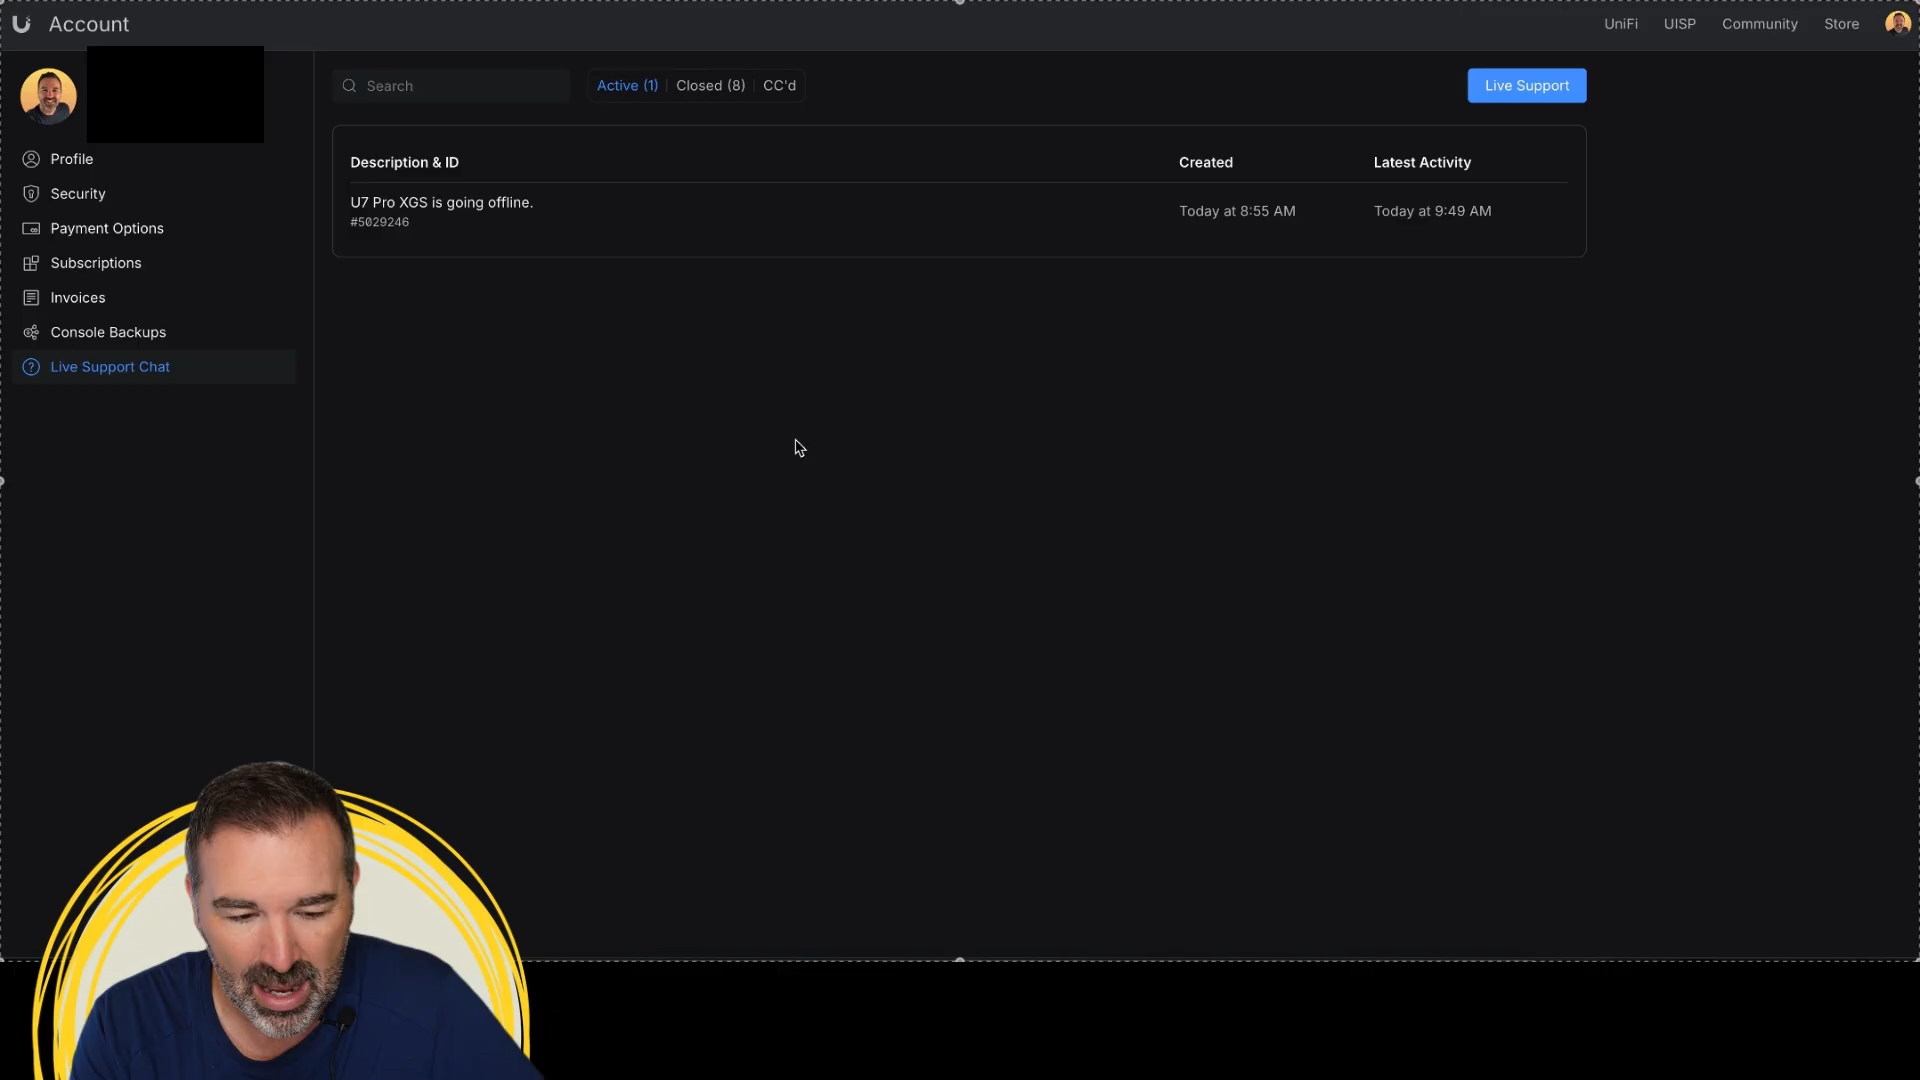 Account
UniFi UISP Community Store
Search
Active (1) Closed (8) CC'd
Live Support
Profile
Security
Payment Options
Subscriptions
Invoices
Console Backups
Live Support Chat
Description & ID Created Latest Activity
U7 Pro XGS is going offline.
#5029246
Today at 8:55 AM Today at 9:49 AM